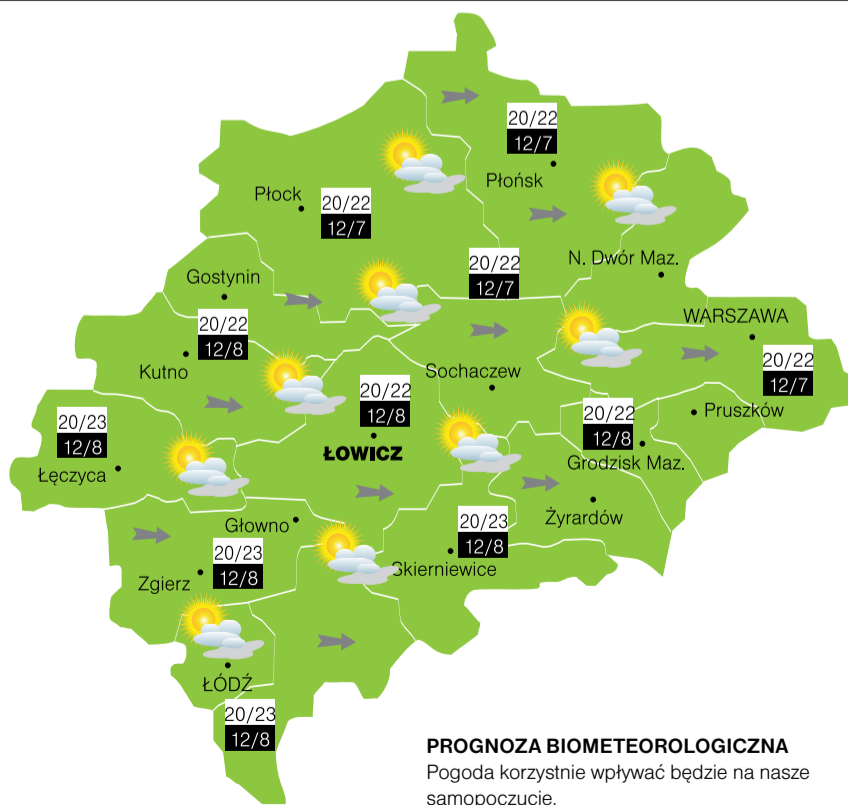 20/22
12/7
Płońsk
Płock
20/22
12/7
N. Dwór Maz.
20/22
12/7
Gostynin
WARSZAWA
20/22
12/8
Kutno
20/22
12/7
Sochaczew
20/22
12/8
ŁOWICZ
20/22
12/8
Pruszków
20/23
12/8
Łęczyca
Grodzisk Maz.
Żyrardów
Głowno
20/23
12/8
Skierniewice
20/23
12/8
Zgierz
ŁÓDŹ
20/23
12/8
PROGNOZA BIOMETEOROLOGICZNA
Pogoda korzystnie wpływać będzie na nasze
samopoczucie.